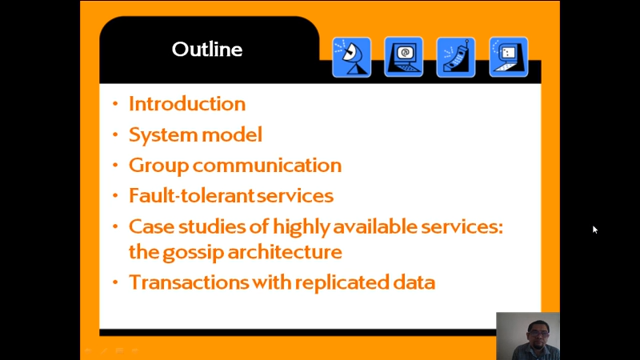 Outline
• Introduction
• System model
• Group communication
• Fault-tolerant services
• Case studies of highly available services:
the gossip architecture
• Transactions with replicated data